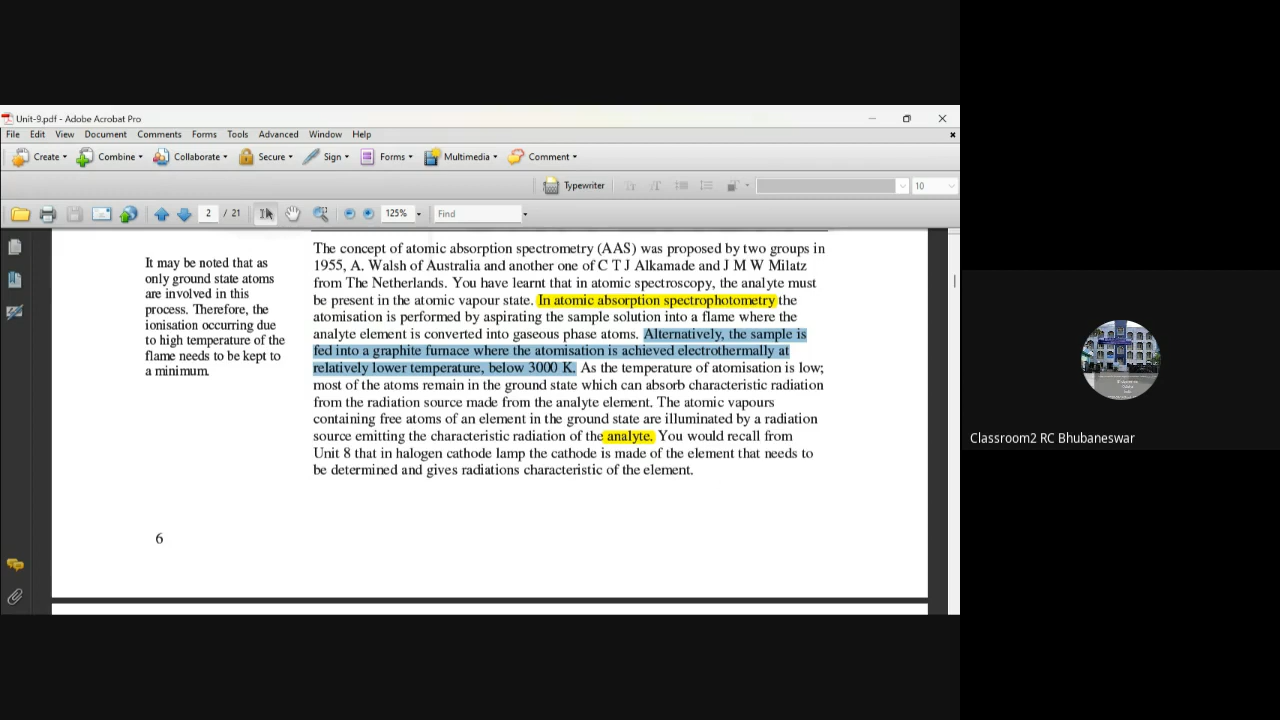 Unit-9.pdf - Adobe Acrobat Pro
File Edit View Document Comments Forms Tools Advanced Window Help
Create Combine Collaborate Secure Sign Forms Multimedia Comment
Typewriter 10
2 / 21 125% Find
It may be noted that as
only ground state atoms
are involved in this
process. Therefore, the
ionisation occurring due
to high temperature of the
flame needs to be kept to
a minimum.
The concept of atomic absorption spectrometry (AAS) was proposed by two groups in
1955, A. Walsh of Australia and another one of C T J Alkamade and J M W Milatz
from The Netherlands. You have learnt that in atomic spectroscopy, the analyte must
be present in the atomic vapour state. In atomic absorption spectrophotometry the
atomisation is performed by aspirating the sample solution into a flame where the
analyte element is converted into gaseous phase atoms. Alternatively, the sample is
fed into a graphite furnace where the atomisation is achieved electrothermally at
relatively lower temperature, below 3000 K. As the temperature of atomisation is low;
most of the atoms remain in the ground state which can absorb characteristic radiation
from the radiation source made from the analyte element. The atomic vapours
containing free atoms of an element in the ground state are illuminated by a radiation
source emitting the characteristic radiation of the analyte. You would recall from
Unit 8 that in halogen cathode lamp the cathode is made of the element that needs to
be determined and gives radiations characteristic of the element.
6
Classroom2 RC Bhubaneswar